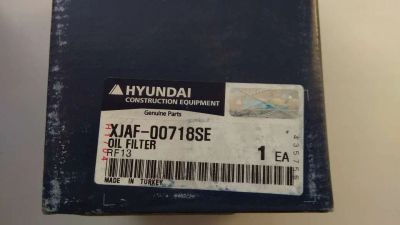 HYUNDAI
CONSTRUCTION EQUIPMENT
Genuine Parts
XJAF-00718SE
OIL FILTER
RF13
1 EA
MADE IN TURKEY